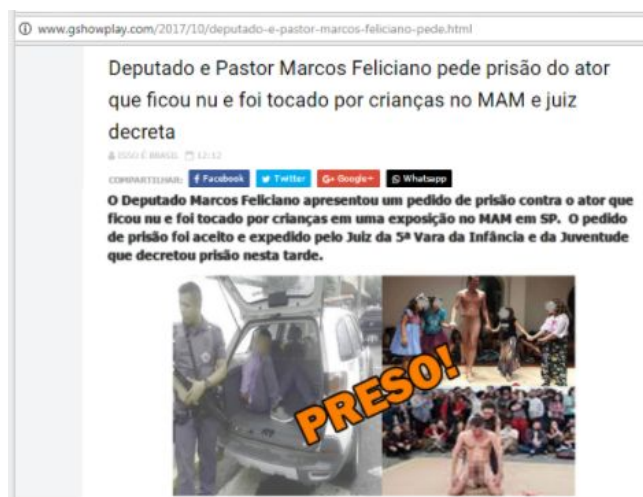 www.gshowplay.com/2017/10/deputado-e-pastor-marcos-feliciano-pede.html
Deputado e Pastor Marcos Feliciano pede prisão do ator
que ficou nu e foi tocado por crianças no MAM e juiz
decreta
ISSO É BRASIL 12:12
COMPARTILHAR: Facebook Twitter G+ Google+ Whatsapp
O Deputado Marcos Feliciano apresentou um pedido de prisão contra o ator que
ficou nu e foi tocado por crianças em uma exposição no MAM em SP. O pedido
de prisão foi aceito e expedido pelo Juiz da 5ª Vara da Infância e da Juventude
que decretou prisão nesta tarde.
PRESO!